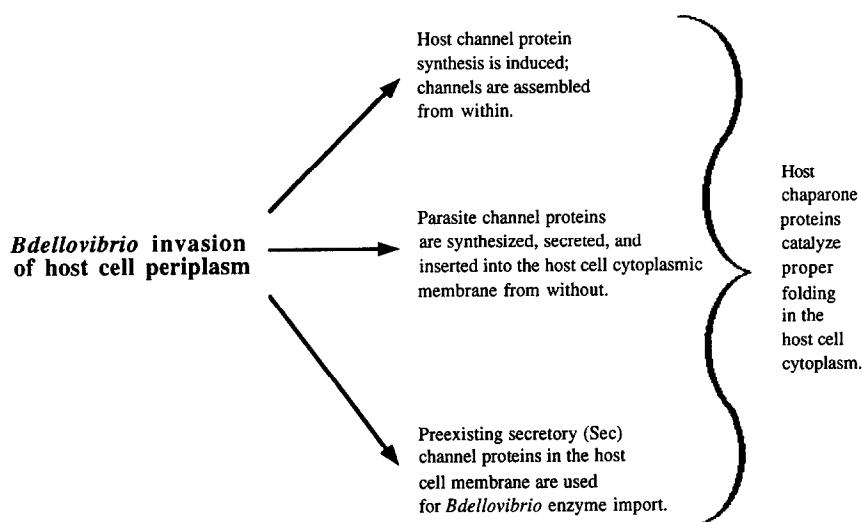 Host channel protein
synthesis is induced;
channels are assembled
from within.
Bdellovibrio invasion
of host cell periplasm
Parasite channel proteins
are synthesized, secreted, and
inserted into the host cell cytoplasmic
membrane from without.
Preexisting secretory (Sec)
channel proteins in the host
cell membrane are used
for Bdellovibrio enzyme import.
Host
chaparone
proteins
catalyze
proper
folding
in the
host cell
cytoplasm.